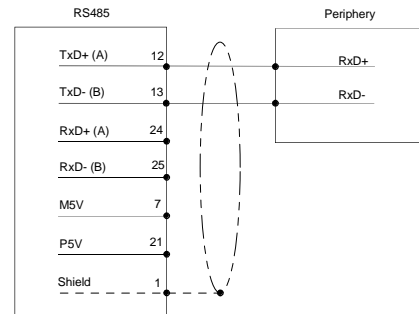 RS485
Periphery
TxD+ (A) 12
RxD+
TxD- (B) 13
RxD-
RxD+ (A) 24
RxD- (B) 25
M5V 7
P5V 21
Shield 1